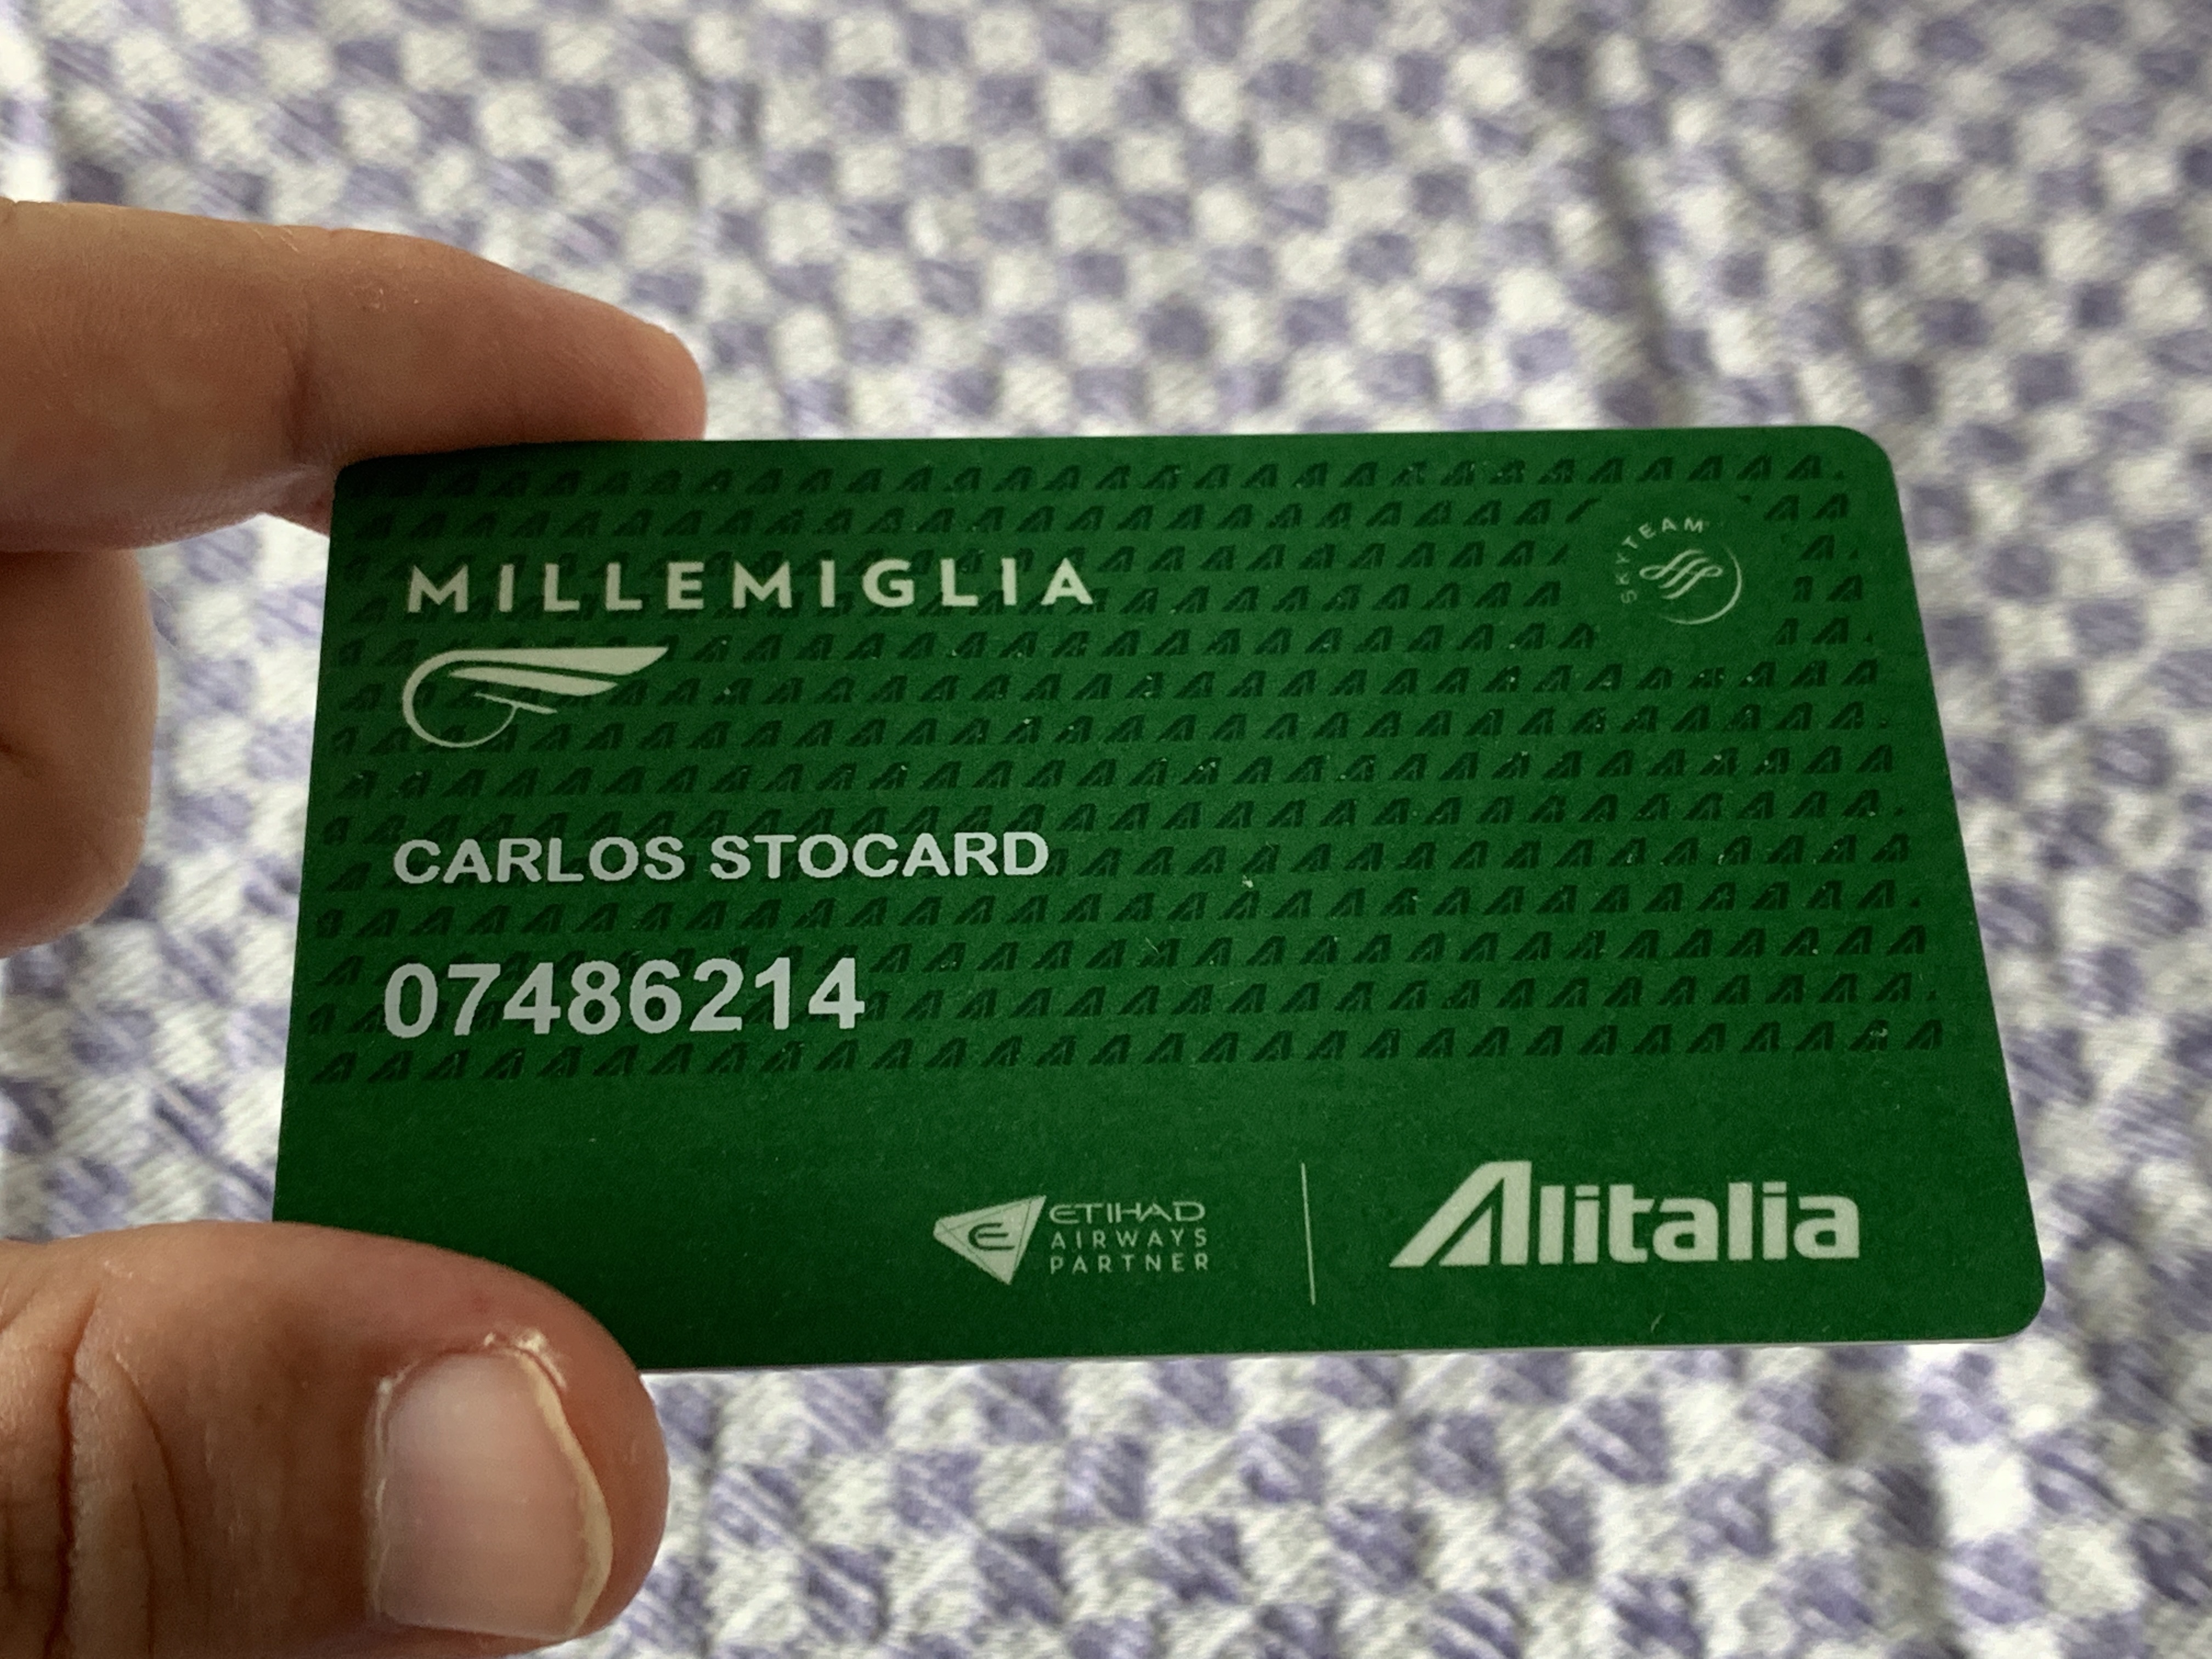 MILLEMIGLIA
SKYTEAM
CARLOS STOCARD
07486214
ETIHAD
AIRWAYS
PARTNER
Alitalia